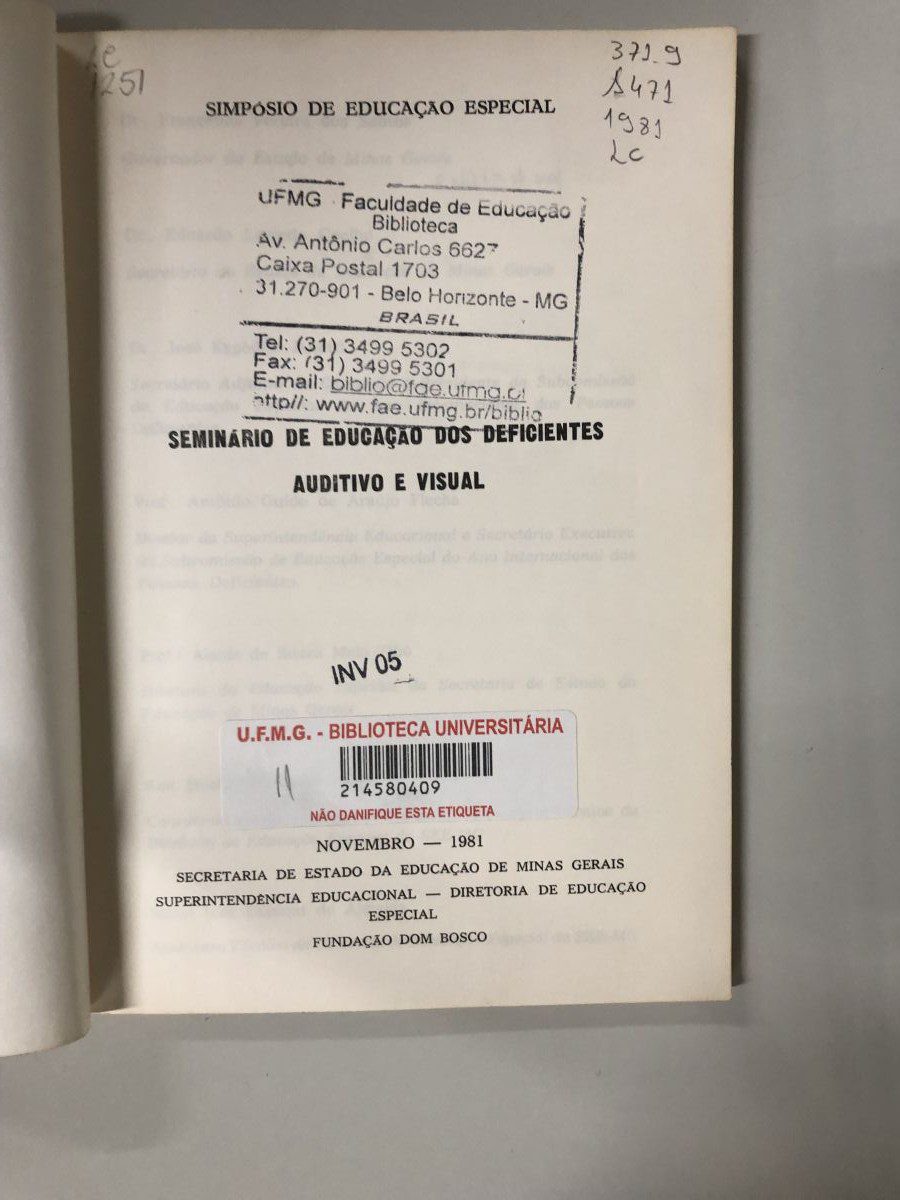 1251
371.9
S471
1981
LC
SIMPÓSIO DE EDUCAÇÃO ESPECIAL
UFMG Faculdade de Educação
Biblioteca
Av. Antônio Carlos 6627
Caixa Postal 1703
31.270-901 - Belo Horizonte - MG
BRASIL
Tel: (31) 3499 5302
Fax: (31) 3499 5301
E-mail: biblio@fae.ufmg.
http//: www.fae.ufmg.br/biblio
SEMINÁRIO DE EDUCAÇÃO DOS DEFICIENTES
AUDITIVO E VISUAL
INV 05
U.F.M.G. - BIBLIOTECA UNIVERSITÁRIA
11
214580409
NÃO DANIFIQUE ESTA ETIQUETA
NOVEMBRO — 1981
SECRETARIA DE ESTADO DA EDUCAÇÃO DE MINAS GERAIS
SUPERINTENDÊNCIA EDUCACIONAL — DIRETORIA DE EDUCAÇÃO
ESPECIAL
FUNDAÇÃO DOM BOSCO